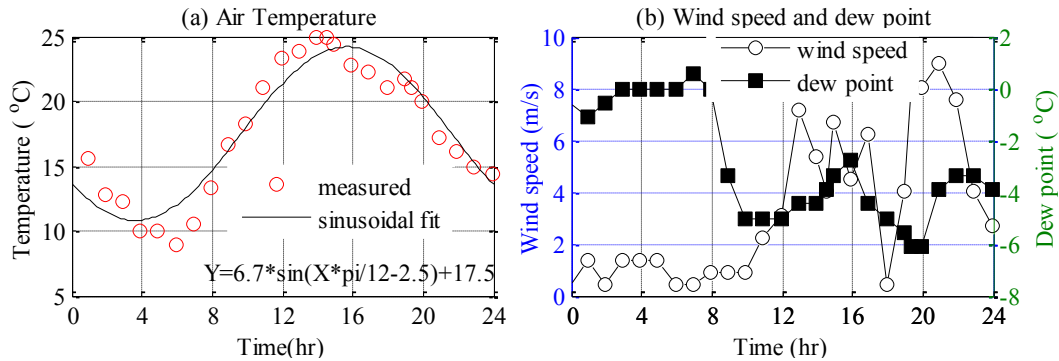 (a) Air Temperature
25
20
15
10
5
Temperature ( °C)
measured
sinusoidal fit
Y=6.7*sin(X*pi/12-2.5)+17.5
0 4 8 12 16 20 24
Time(hr)
(b) Wind speed and dew point
10
8
6
4
2
0
Wind speed (m/s)
wind speed
dew point
2
0
-2
-4
-6
-8
Dew point ( °C)
0 4 8 12 16 20 24
Time (hr)